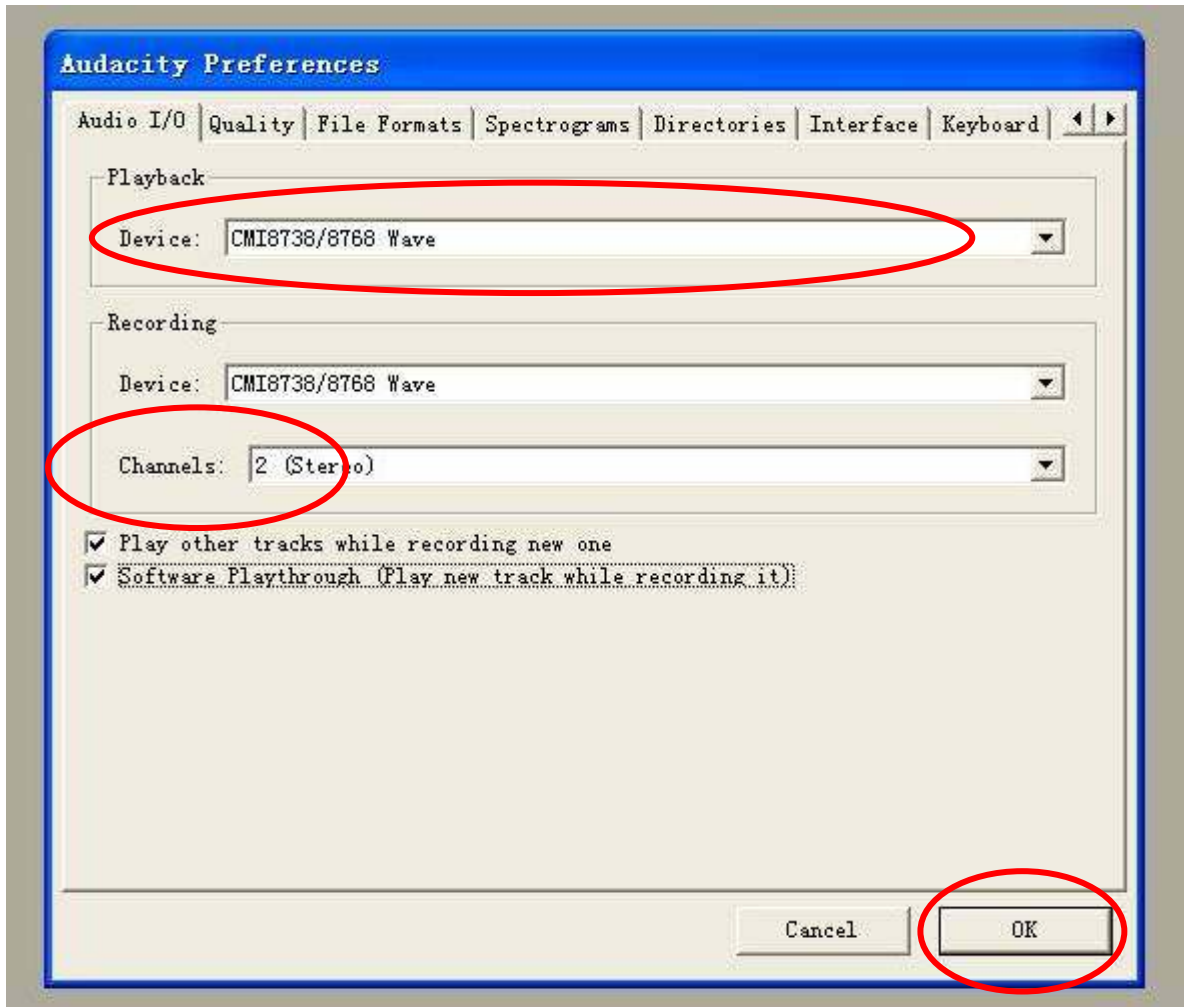 Audacity Preferences
Audio I/O Quality File Formats Spectrograms Directories Interface Keyboard
Playback
Device: CMI8738/8768 Wave
Recording
Device: CMI8738/8768 Wave
Channels: 2 (Stereo)
Play other tracks while recording new one
Software Playthrough (Play new track while recording it)
Cancel OK